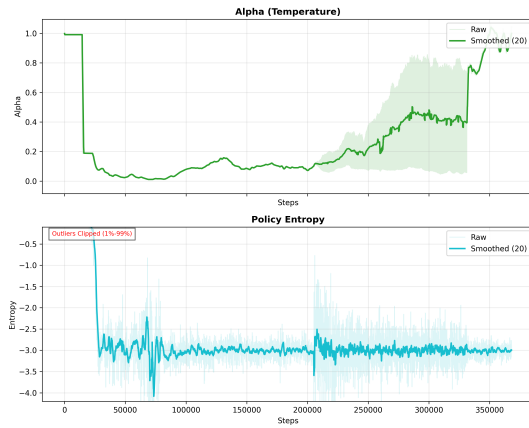 Alpha (Temperature)
Raw
Smoothed (20)
1.0
0.8
0.6
0.4
0.2
0.0
Alpha
Steps
Policy Entropy
Outliers Clipped (1%-99%)
Raw
Smoothed (20)
−0.5
−1.0
−1.5
−2.0
−2.5
−3.0
−3.5
−4.0
Entropy
0 50000 100000 150000 200000 250000 300000 350000
Steps